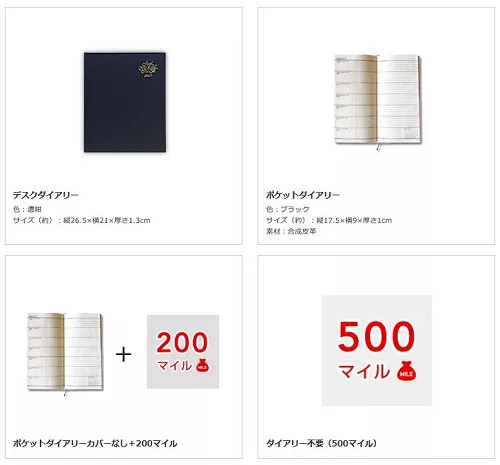 デスクダイアリー
色：濃紺
サイズ（約）：縦26.5×横21×厚さ1.3cm
ポケットダイアリー
色：ブラック
サイズ（約）：縦17.5×横9×厚さ1cm
素材：合成皮革
+
200
マイル
MILE
ポケットダイアリーカバーなし＋200マイル
500
マイル
MILE
ダイアリー不要（500マイル）